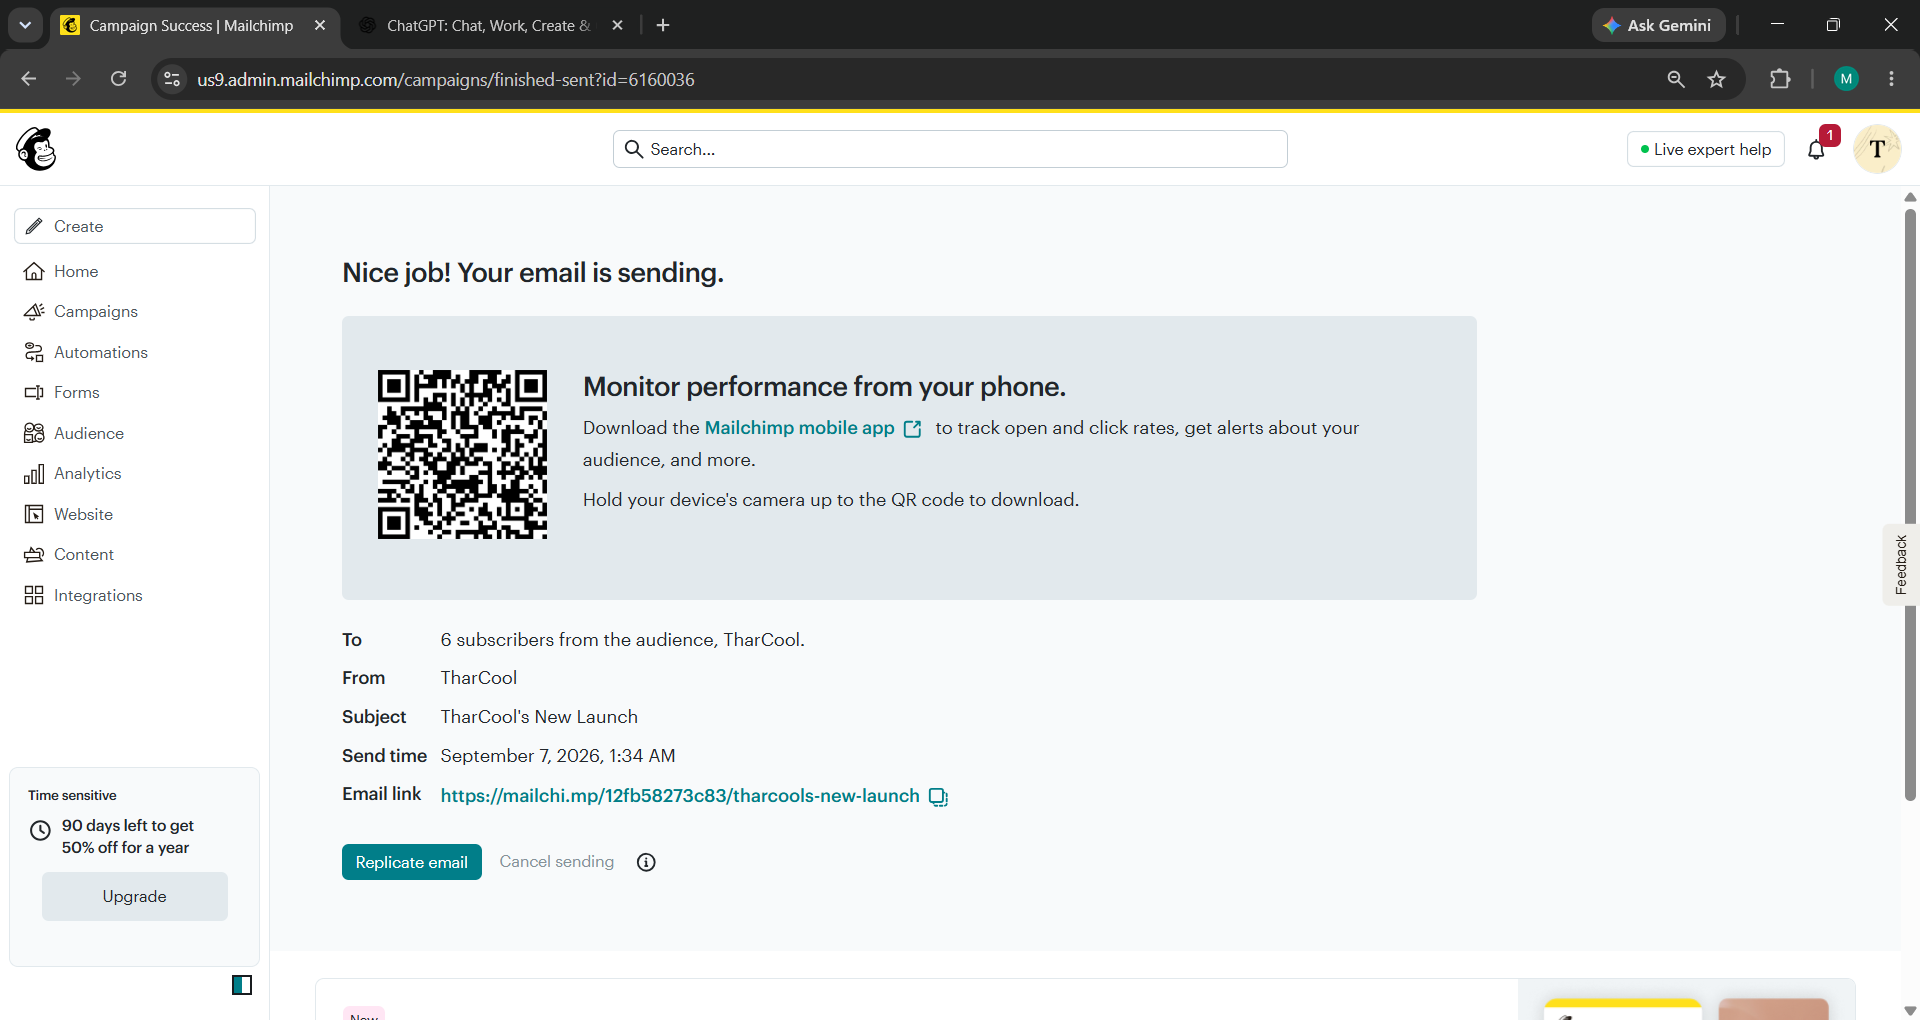 Campaign Success | Mailchimp
ChatGPT: Chat, Work, Create &
Ask Gemini
us9.admin.mailchimp.com/campaigns/finished-sent?id=6160036
M
Search...
Live expert help
1
T
Create
Home
Campaigns
Automations
Forms
Audience
Analytics
Website
Content
Integrations
Time sensitive
90 days left to get
50% off for a year
Upgrade
Nice job! Your email is sending.
Monitor performance from your phone.
Download the Mailchimp mobile app to track open and click rates, get alerts about your
audience, and more.
Hold your device's camera up to the QR code to download.
To 6 subscribers from the audience, TharCool.
From TharCool
Subject TharCool's New Launch
Send time September 7, 2026, 1:34 AM
Email link https://mailchi.mp/12fb58273c83/tharcools-new-launch
Replicate email Cancel sending
Feedback
New